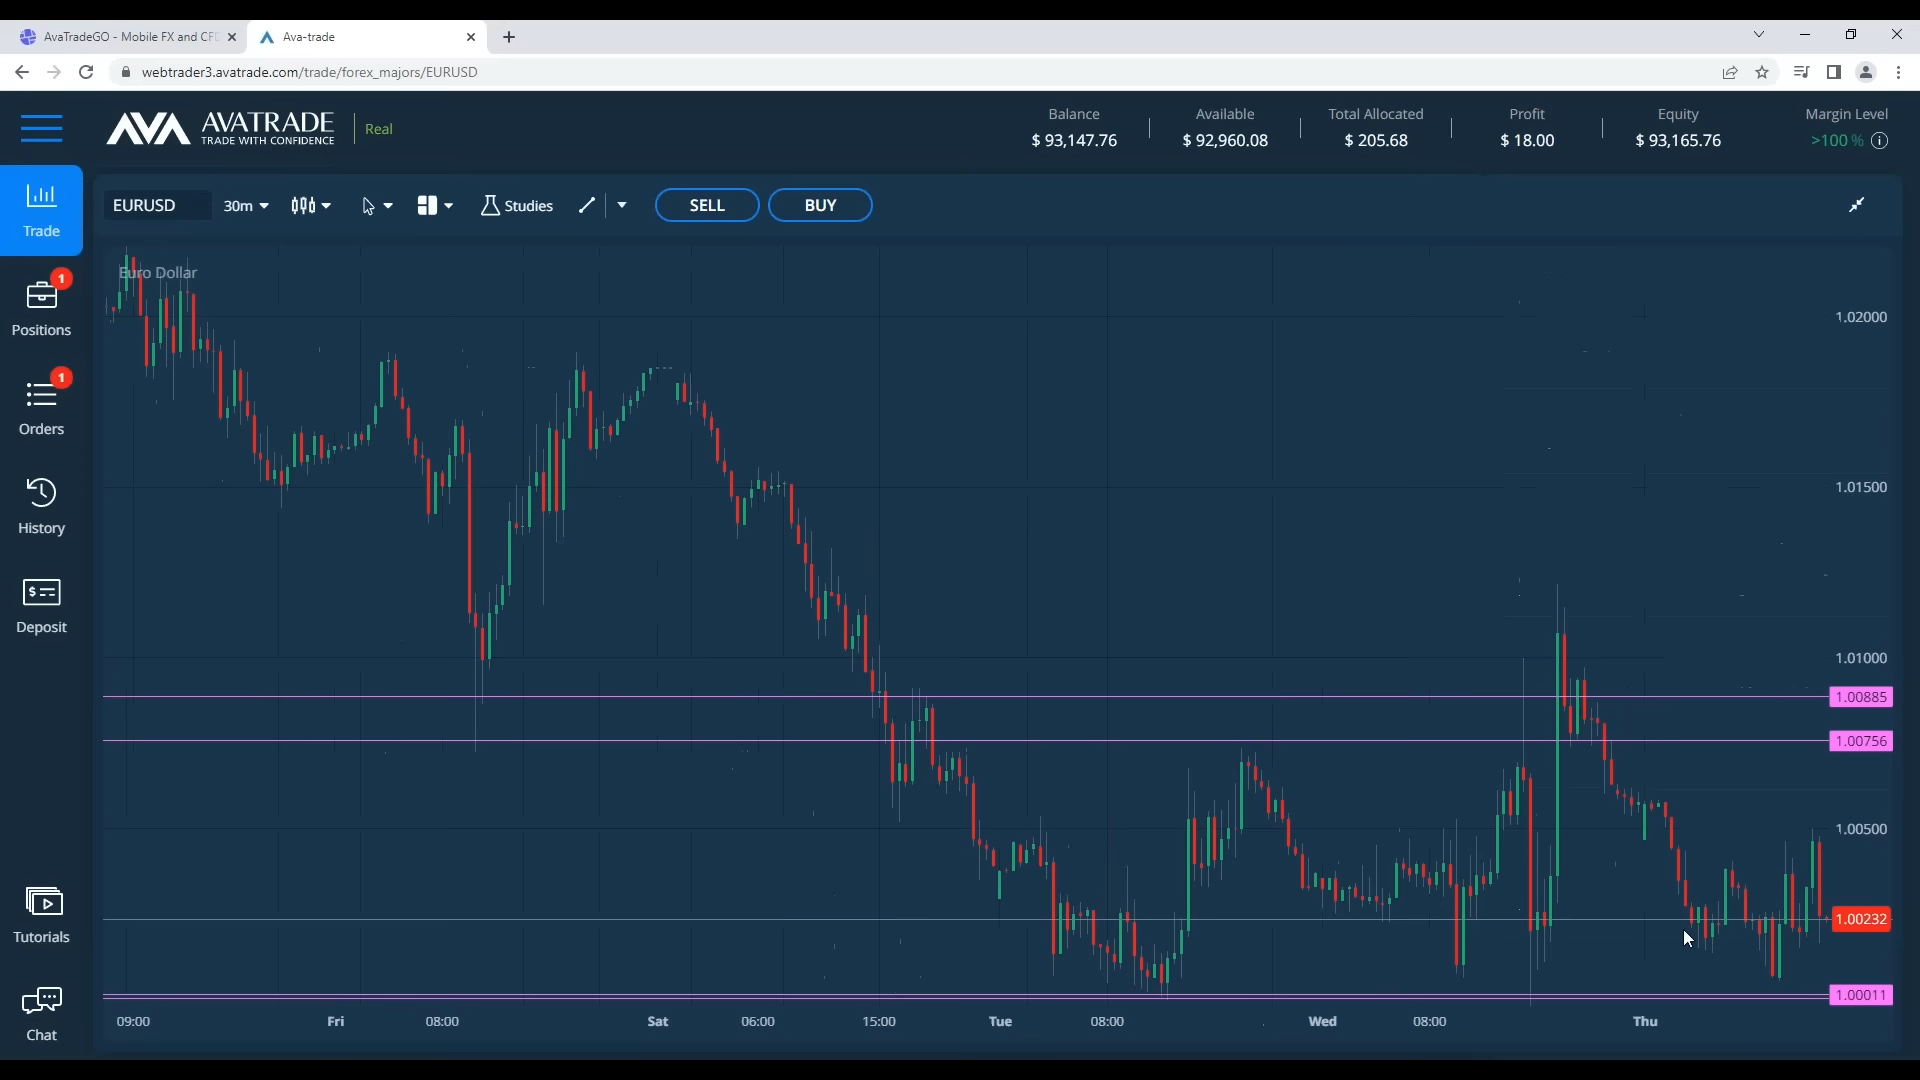 AvaTradeGO - Mobile FX and CFD
Ava-trade
webtrader3.avatrade.com/trade/forex_majors/EURUSD
AVA AVATRADE
TRADE WITH CONFIDENCE
Real
Balance
$ 93,147.76
Available
$ 92,960.08
Total Allocated
$ 205.68
Profit
$ 18.00
Equity
$ 93,165.76
Margin Level
>100 %
Trade
1
Positions
1
Orders
History
Deposit
Tutorials
Chat
EURUSD
30m
Studies
SELL
BUY
Euro Dollar
1.02000
1.01500
1.01000
1.00885
1.00756
1.00500
1.00232
1.00011
09:00
Fri
08:00
Sat
06:00
15:00
Tue
08:00
Wed
08:00
Thu